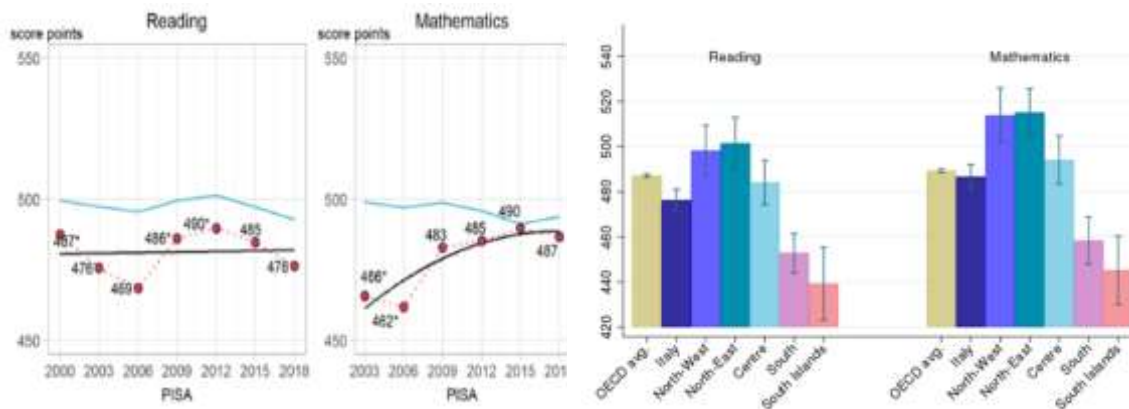 Reading
score points
550
500
450
487*
476
469
486*
490*
485
476
2000 2003 2006 2009 2012 2015 2018
PISA
Mathematics
score points
550
500
450
466*
462*
483
485
490
487
2003 2006 2009 2012 2015 201
PISA
Reading Mathematics
540
520
500
480
460
440
420
OECD avg. Italy North-West North-East Centre South South Islands
OECD avg. Italy North-West North-East Centre South South Islands